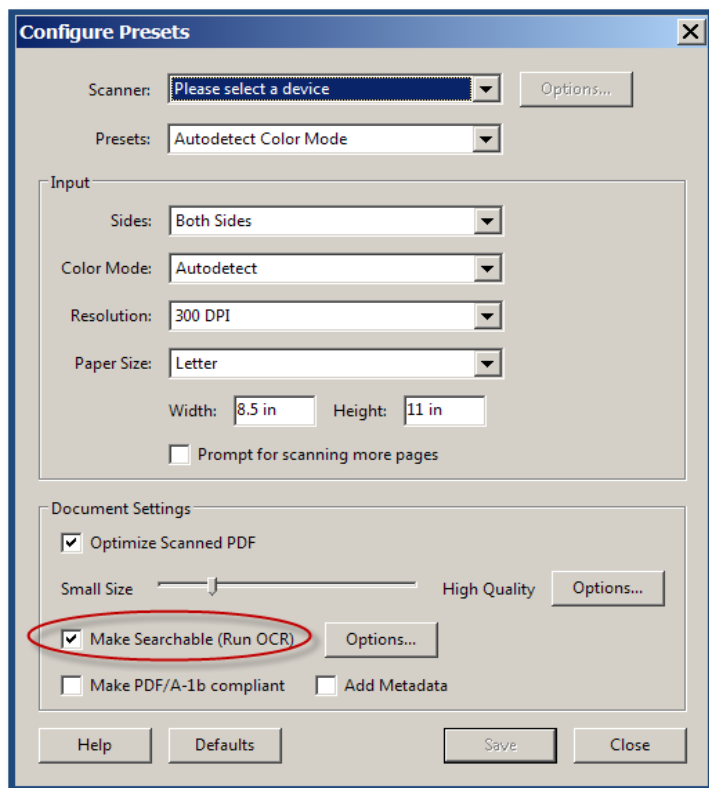 Configure Presets
Scanner: Please select a device Options...
Presets: Autodetect Color Mode
Input
Sides: Both Sides
Color Mode: Autodetect
Resolution: 300 DPI
Paper Size: Letter
Width: 8.5 in Height: 11 in
Prompt for scanning more pages
Document Settings
Optimize Scanned PDF
Small Size High Quality Options...
Make Searchable (Run OCR) Options...
Make PDF/A-1b compliant Add Metadata
Help Defaults Save Close